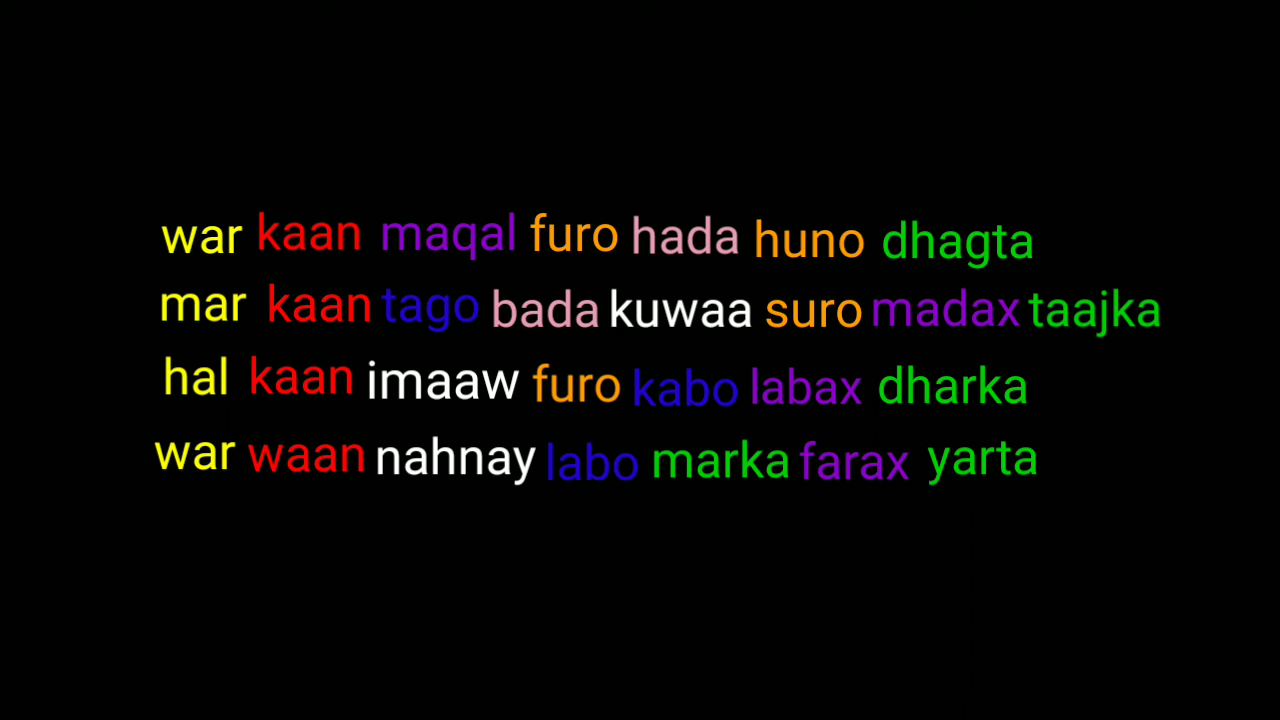 war kaan maqal furo hada huno dhagta
mar kaan tago bada kuwaa suro madax taajka
hal kaan imaaw furo kabo labax dharka
war waan nahnay labo marka farax yarta